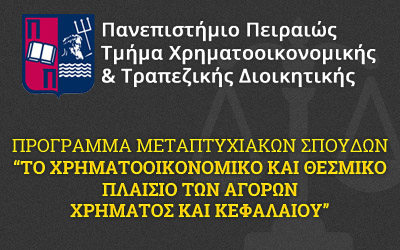 Πανεπιστήμιο Πειραιώς
Τμήμα Χρηματοοικονομικής
& Τραπεζικής Διοικητικής
ΠΡΟΓΡΑΜΜΑ ΜΕΤΑΠΤΥΧΙΑΚΩΝ ΣΠΟΥΔΩΝ
“ΤΟ ΧΡΗΜΑΤΟΟΙΚΟΝΟΜΙΚΟ ΚΑΙ ΘΕΣΜΙΚΟ
ΠΛΑΙΣΙΟ ΤΩΝ ΑΓΟΡΩΝ
ΧΡΗΜΑΤΟΣ ΚΑΙ ΚΕΦΑΛΑΙΟΥ”